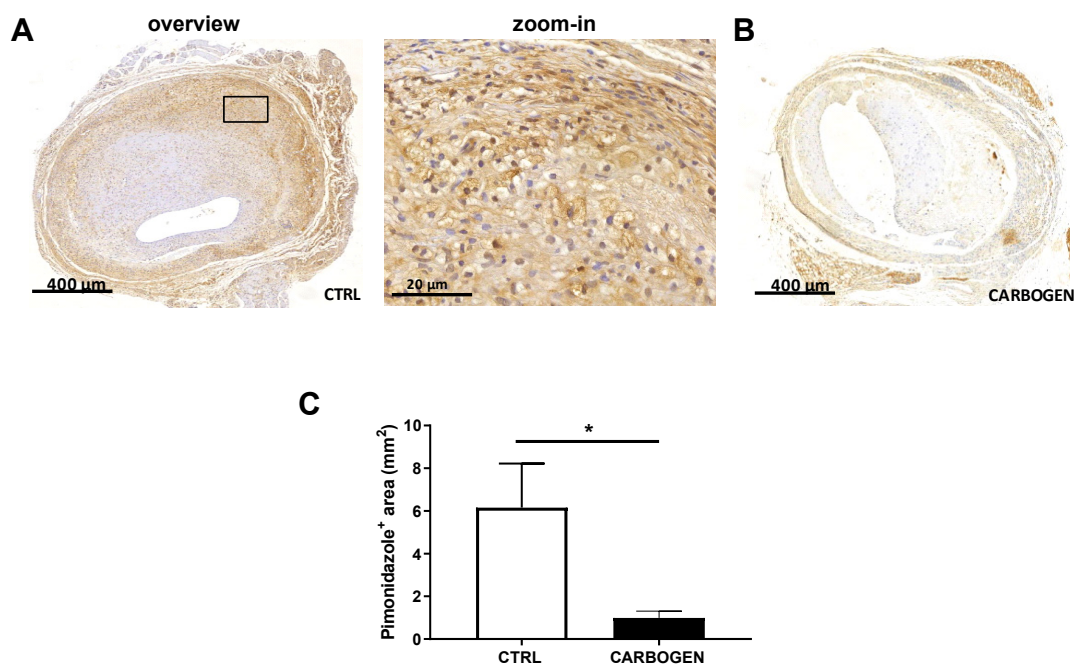 overview
zoom-in
A
B
400 µm
CTRL
20 µm
400 µm
CARBOGEN
C
Pimonidazole⁺ area (mm²)
10
8
6
4
2
0
*
CTRL
CARBOGEN